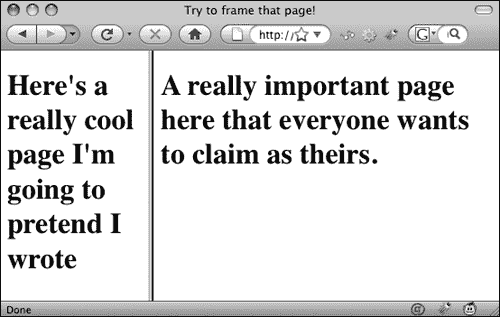 Try to frame that page!
http://
G
Here's a
really cool
page I'm
going to
pretend I
wrote
A really important page
here that everyone wants
to claim as theirs.
Done